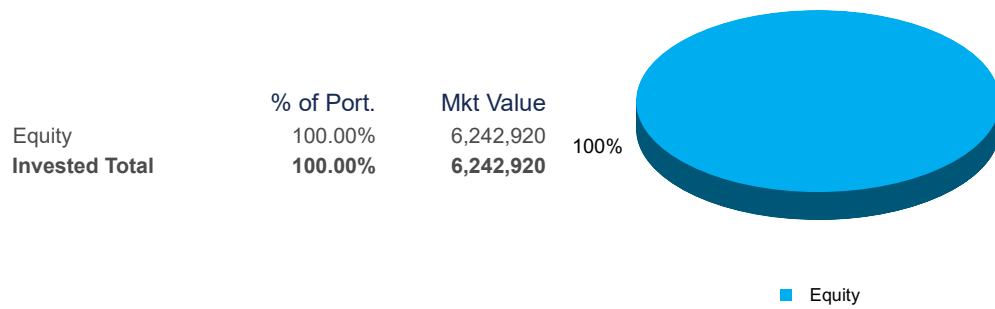 % of Port. Mkt Value
Equity 100.00% 6,242,920
Invested Total 100.00% 6,242,920
100%
Equity